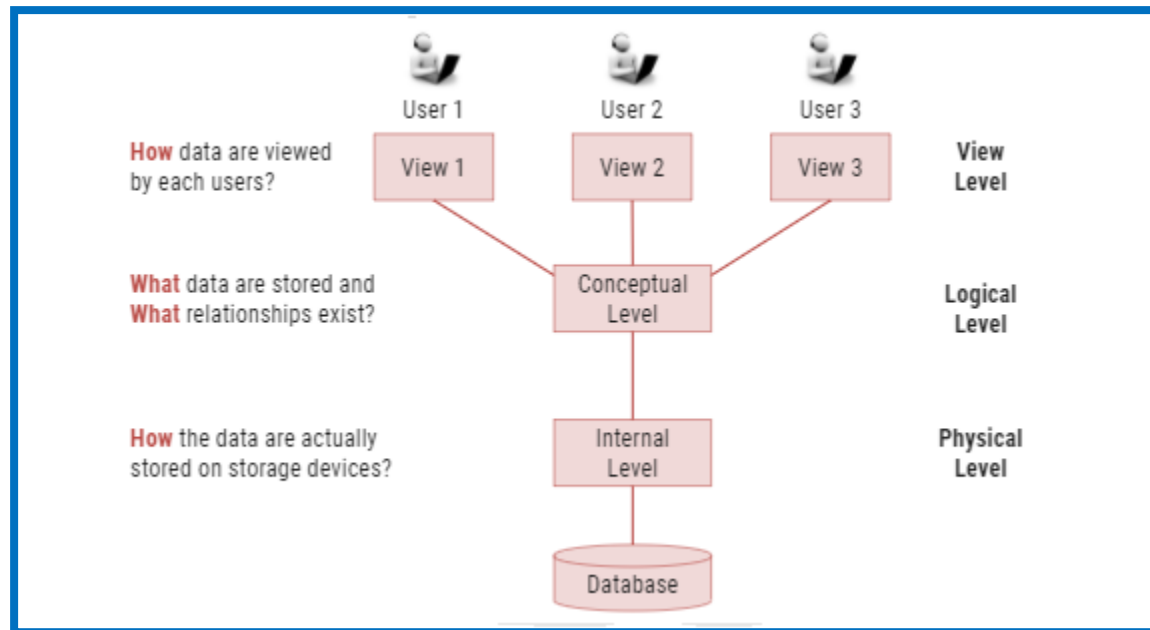 User 1
User 2
User 3
How data are viewed
by each users?
View 1
View 2
View 3
View
Level
What data are stored and
What relationships exist?
Conceptual
Level
Logical
Level
How the data are actually
stored on storage devices?
Internal
Level
Physical
Level
Database